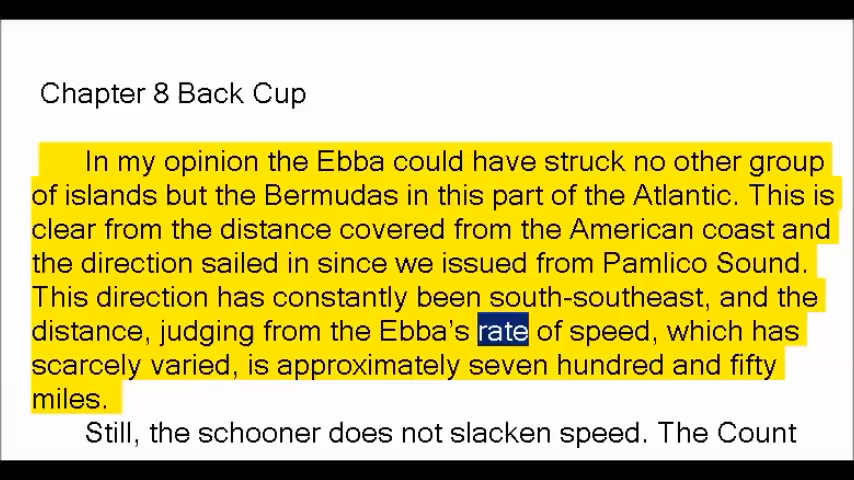 Chapter 8 Back Cup
In my opinion the Ebba could have struck no other group
of islands but the Bermudas in this part of the Atlantic. This is
clear from the distance covered from the American coast and
the direction sailed in since we issued from Pamlico Sound.
This direction has constantly been south-southeast, and the
distance, judging from the Ebba’s rate of speed, which has
scarcely varied, is approximately seven hundred and fifty
miles.
Still, the schooner does not slacken speed. The Count